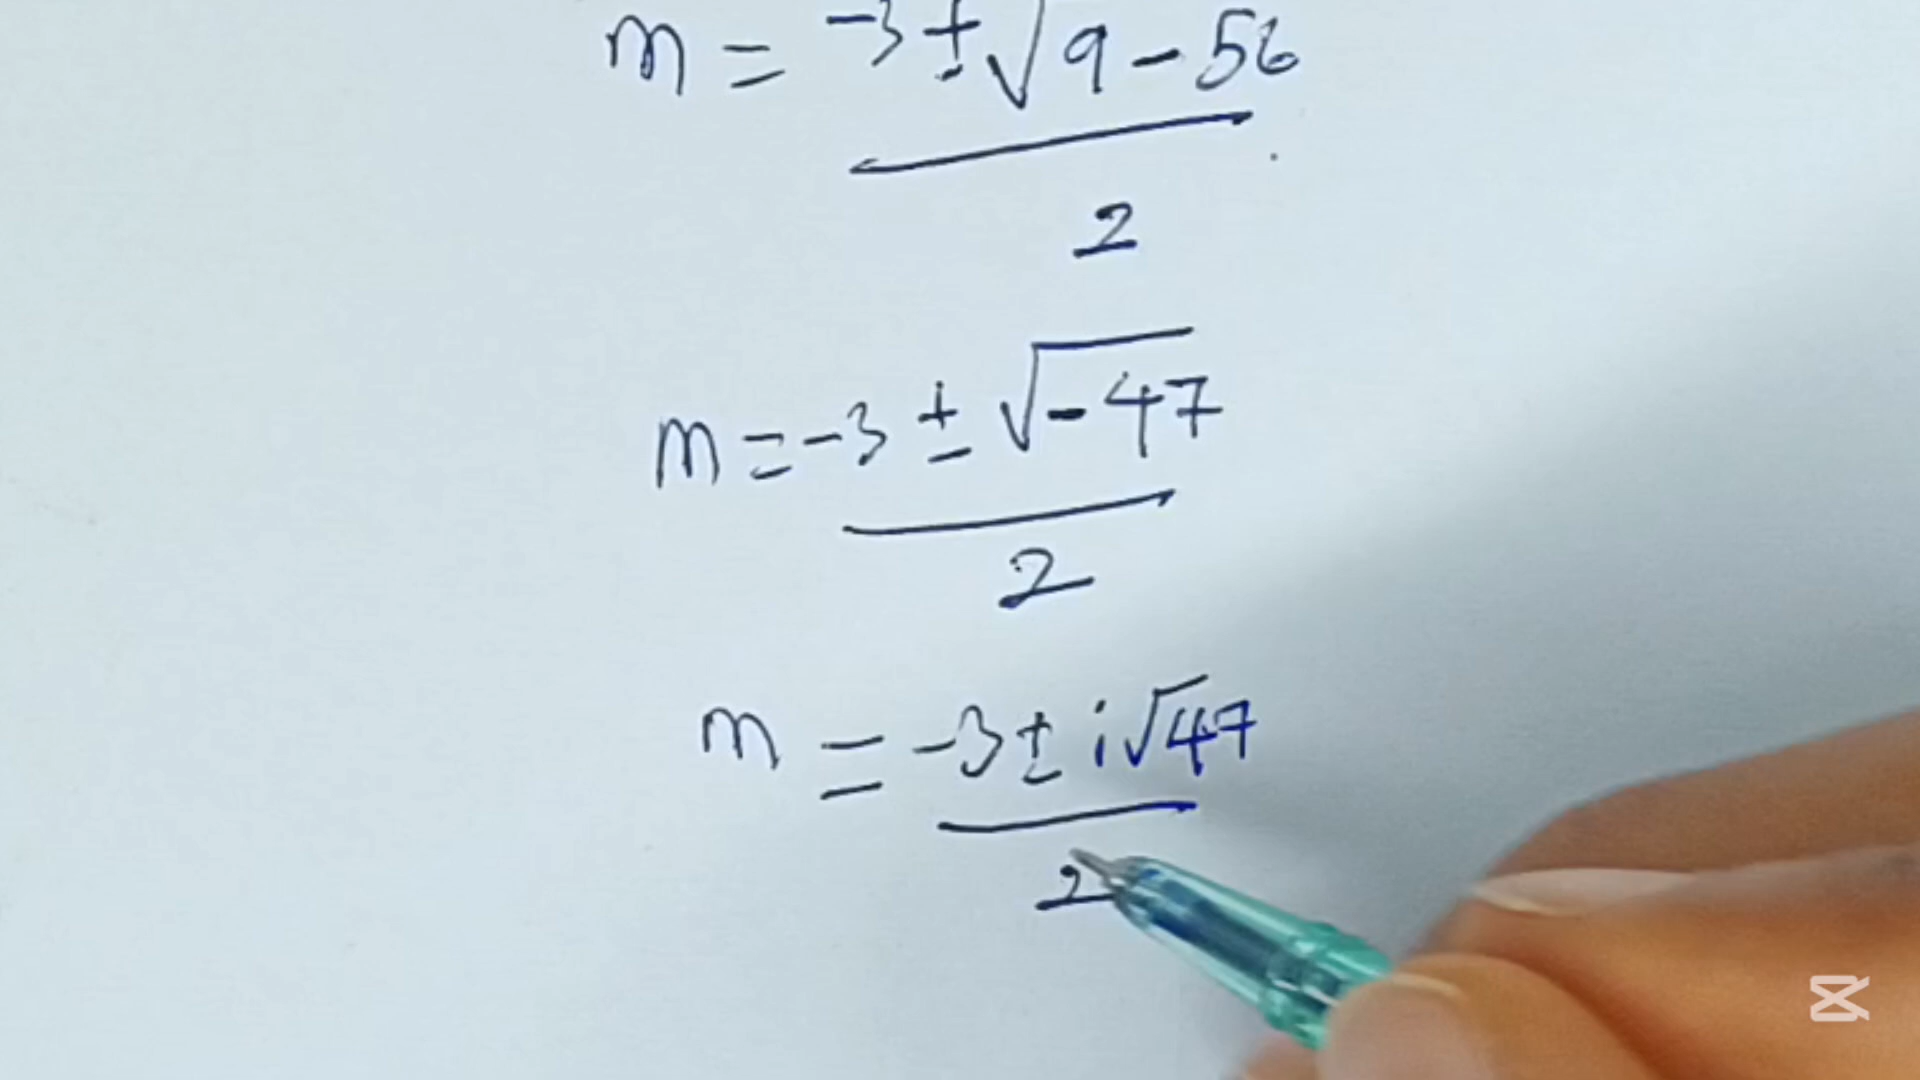 m = -3 ± √9 - 56
2
m = -3 ± √-47
2
m = -3 ± i√47
2